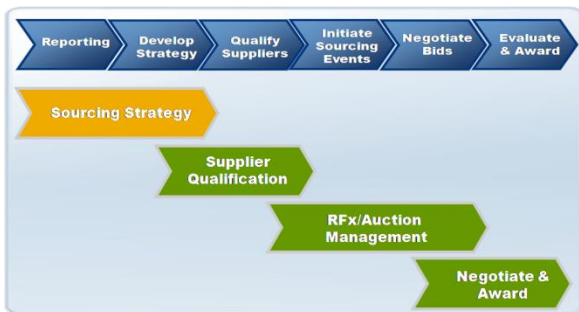 Reporting
Develop
Strategy
Qualify
Suppliers
Initiate
Sourcing
Events
Negotiate
Bids
Evaluate
& Award
Sourcing Strategy
Supplier
Qualification
RFx/Auction
Management
Negotiate &
Award